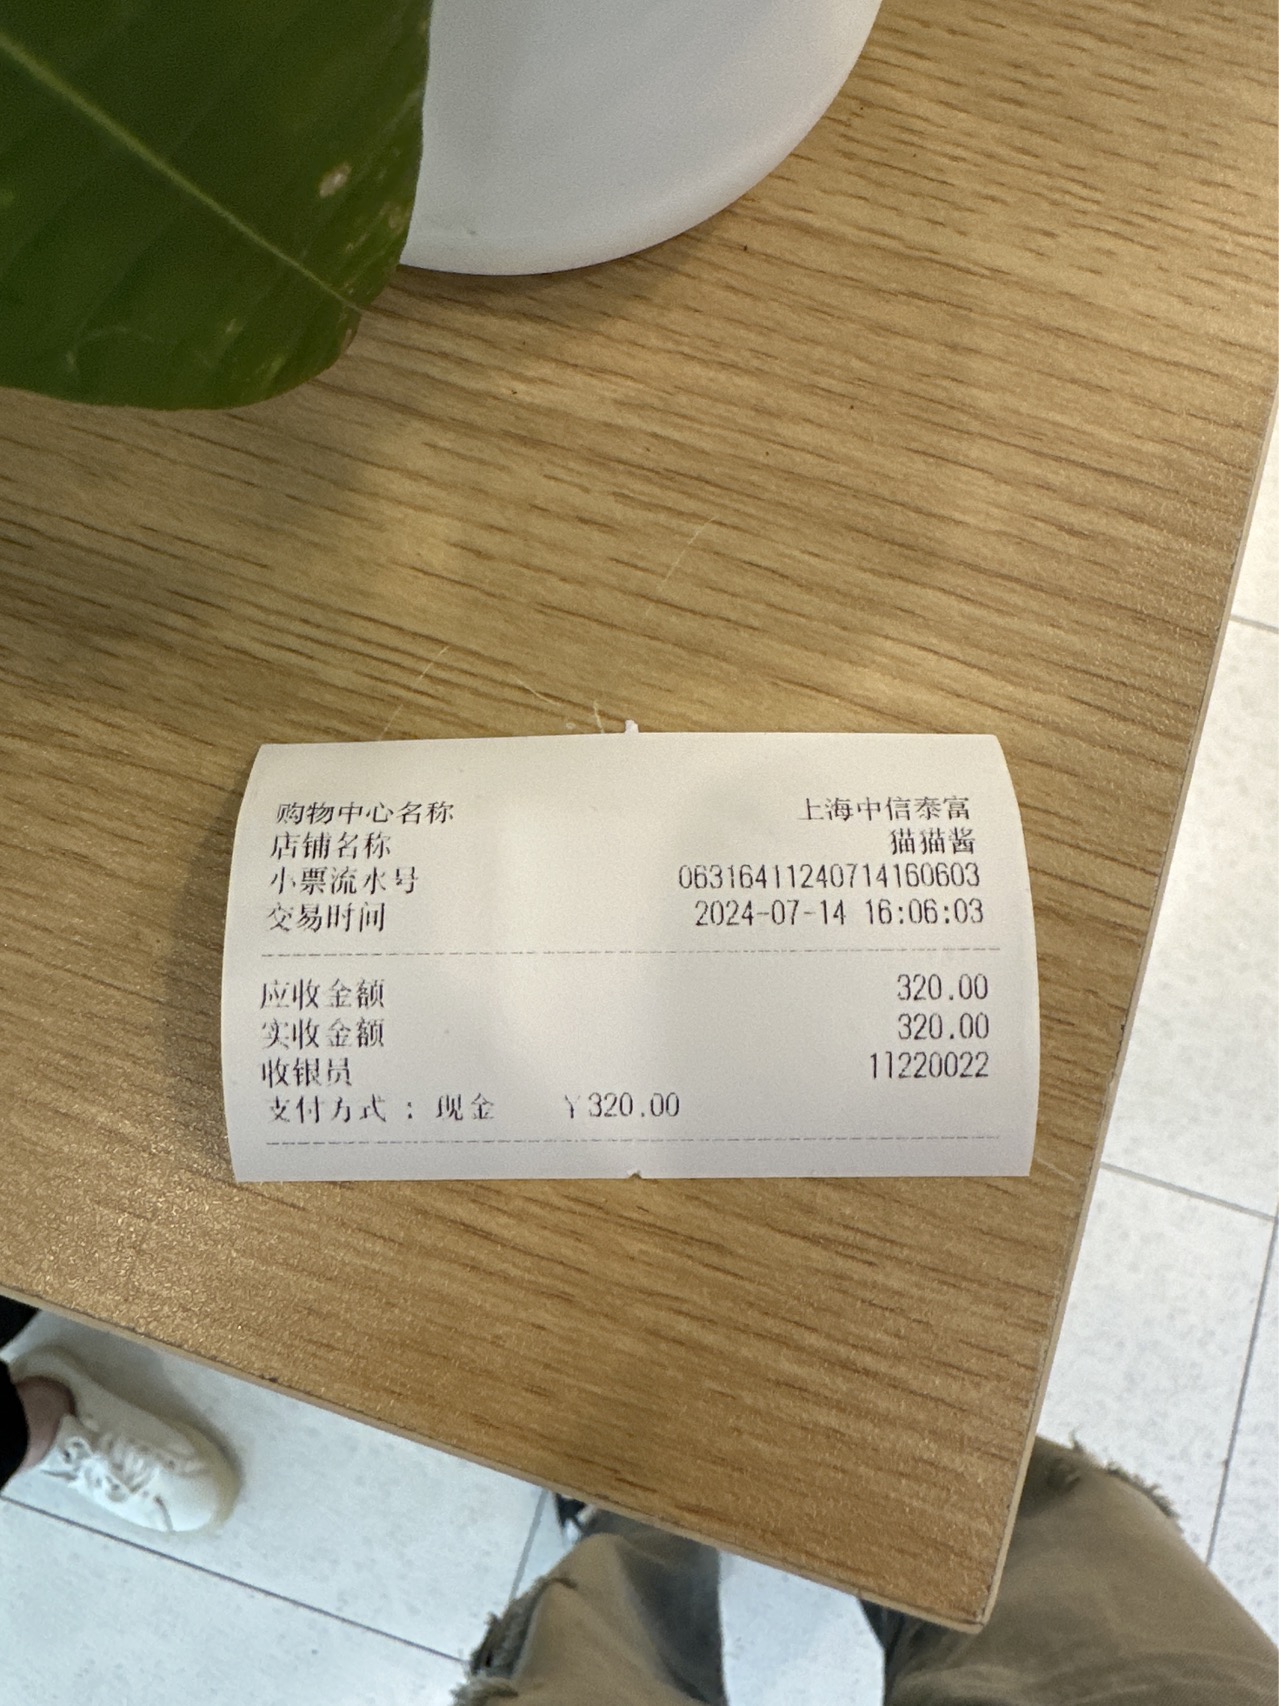 购物中心名称 上海中信泰富
店铺名称 猫猫酱
小票流水号 06316411240714160603
交易时间 2024-07-14 16:06:03
应收金额 320.00
实收金额 320.00
收银员 11220022
支付方式 : 现金 ¥320.00